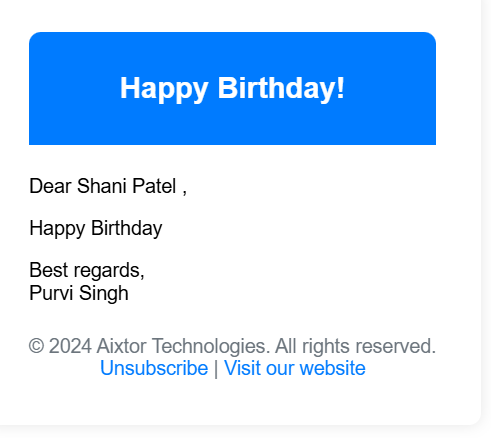 Happy Birthday!
Dear Shani Patel ,
Happy Birthday
Best regards,
Purvi Singh
© 2024 Aixtor Technologies. All rights reserved.
Unsubscribe | Visit our website